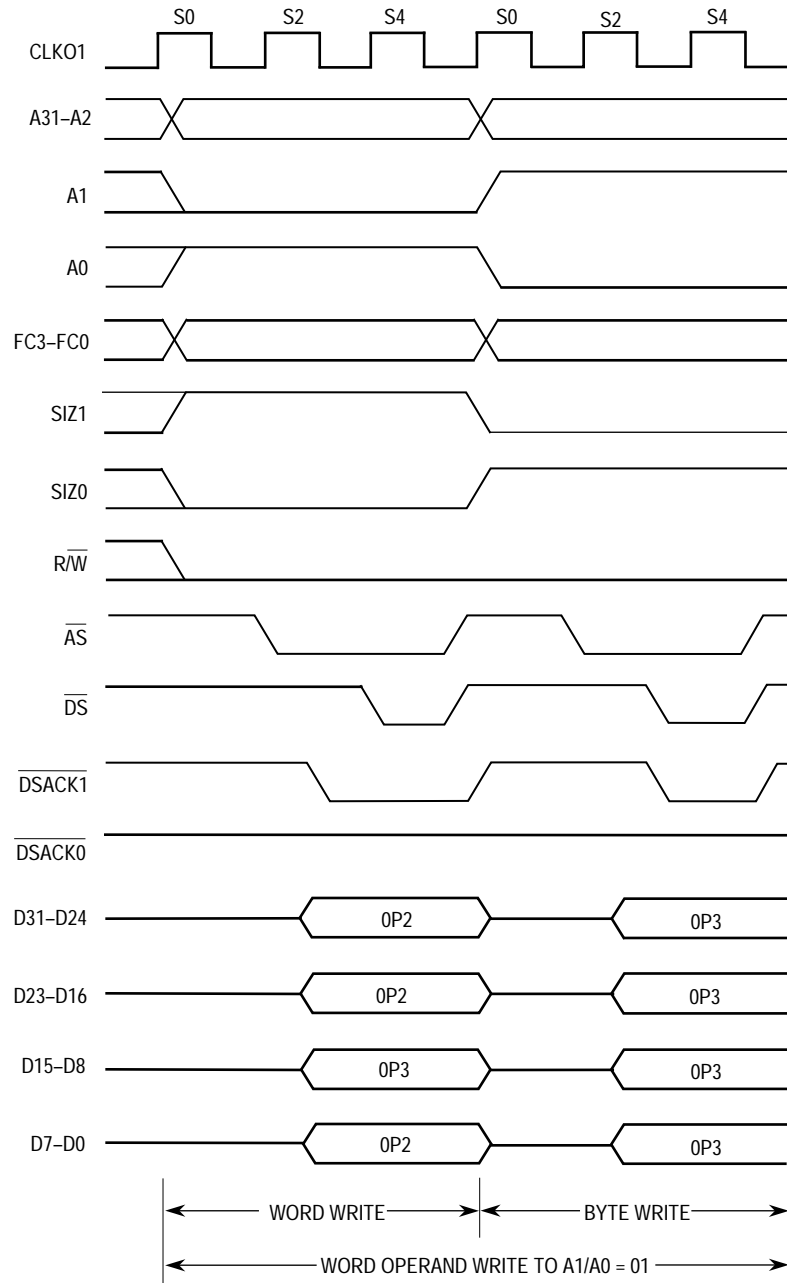 S0 S2 S4 S0 S2 S4
CLKO1
A31–A2
A1
A0
FC3–FC0
SIZ1
SIZ0
R/W
AS
DS
DSACK1
DSACK0
D31–D24 0P2 0P3
D23–D16 0P2 0P3
D15–D8 0P3 0P3
D7–D0 0P2 0P3
WORD WRITE BYTE WRITE
WORD OPERAND WRITE TO A1/A0 = 01